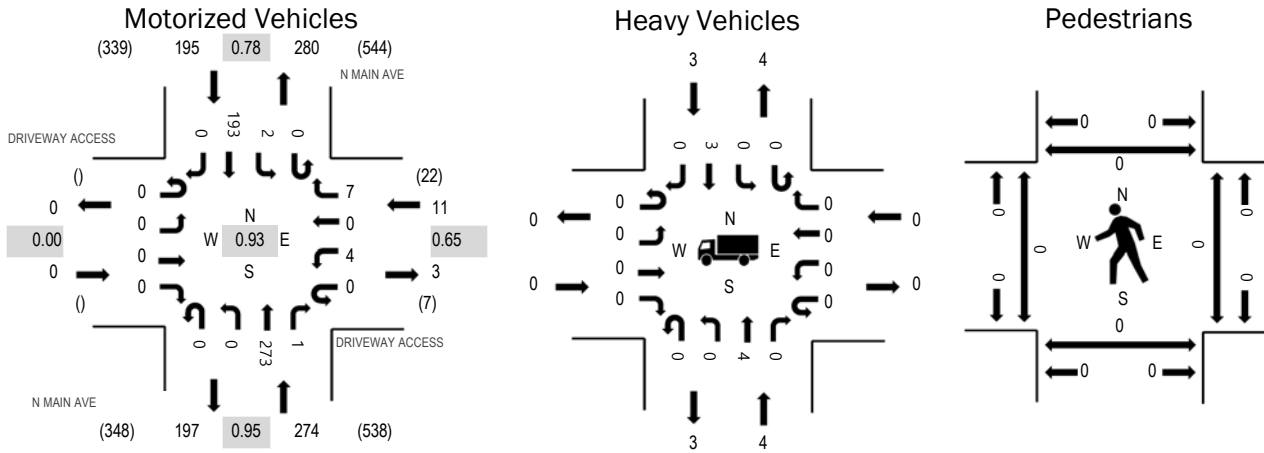 Motorized Vehicles
(339) 195 0.78 280 (544)
N MAIN AVE
DRIVEWAY ACCESS
0 193 2 0
() 0 7 (22)
0 0 0 11
0.00 W N 0.93 E S 0.65
0 0 4 3
() 0 0 (7)
0 0 273 1
DRIVEWAY ACCESS
N MAIN AVE
(348) 197 0.95 274 (538)
Heavy Vehicles
3 4
0 3 0 0
0 0
0 0 0 0
N
W E
S
0 0 0 0
0 0
0 0 4 0
3 4
Pedestrians
0 0
0
0 N 0
W E
0 0
0 S 0
0
0 0